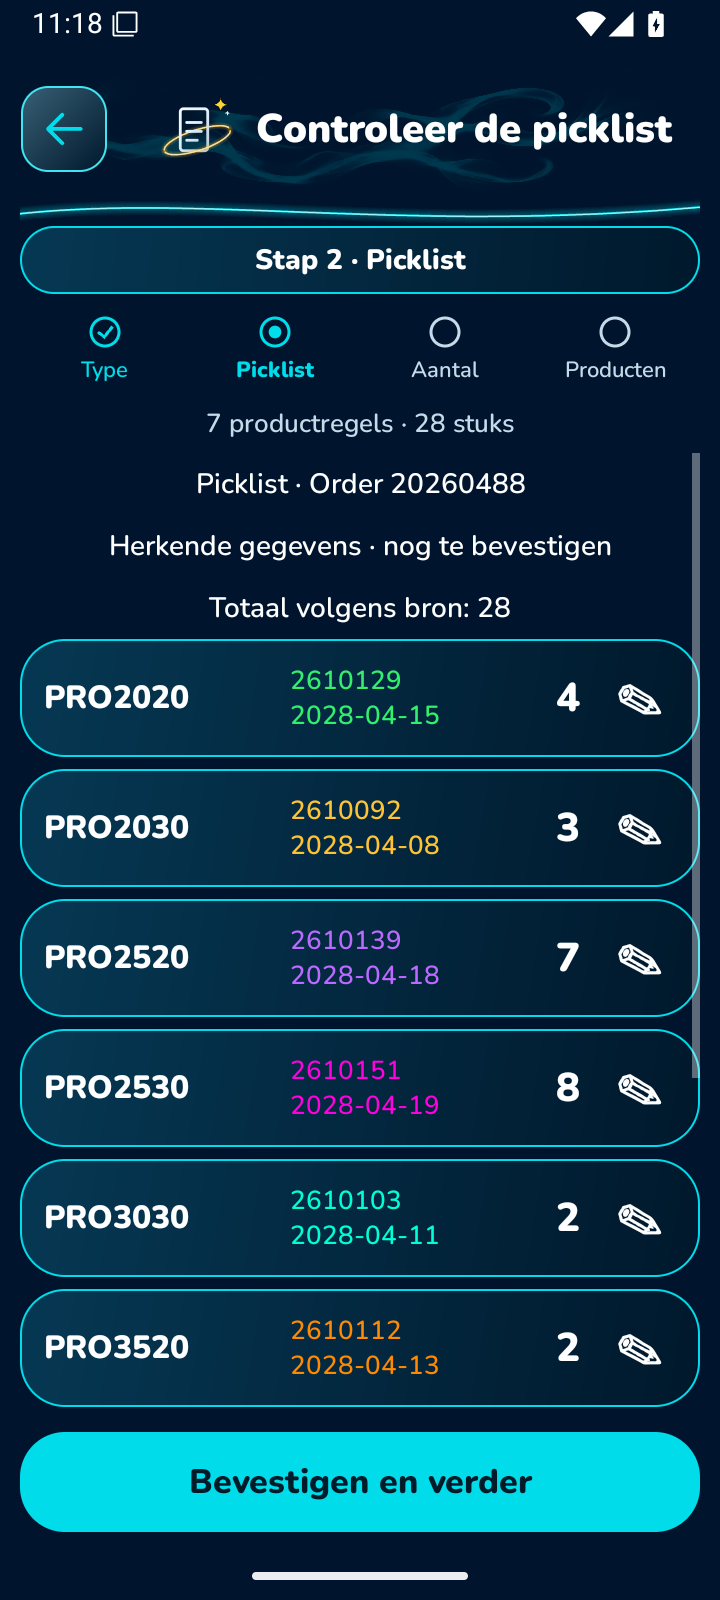 11:18
Controleer de picklist
Stap 2 · Picklist
Type
Picklist
Aantal
Producten
7 productregels · 28 stuks
Picklist · Order 20260488
Herkende gegevens · nog te bevestigen
Totaal volgens bron: 28
PRO2020
2610129
2028-04-15
4
PRO2030
2610092
2028-04-08
3
PRO2520
2610139
2028-04-18
7
PRO2530
2610151
2028-04-19
8
PRO3030
2610103
2028-04-11
2
PRO3520
2610112
2028-04-13
2
Bevestigen en verder